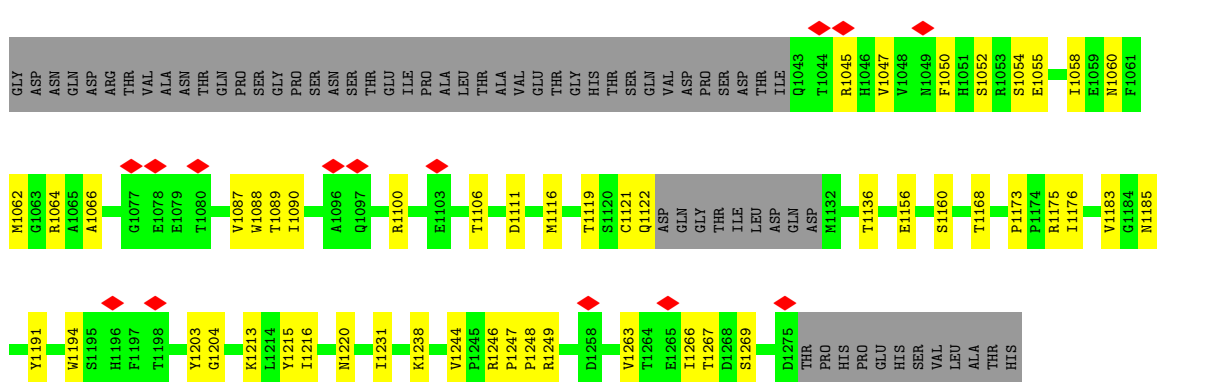 GLY ASP ASN GLN ASP ARG THR VAL ALA ASN THR GLN PRO SER GLY PRO SER ASN SER THR GLU ILE PRO ALA LEU THR ALA VAL GLU THR GLY HIS THR SER GLN VAL ASP PRO SER ASP THR ILE Q1043 T1044 R1045 H1046 V1047 V1048 N1049 F1050 H1051 S1052 R1053 S1054 E1055 I1058 E1059 N1060 F1061
M1062 G1063 R1064 A1065 A1066 G1077 E1078 E1079 T1080 V1087 W1088 T1089 I1090 A1096 Q1097 R1100 E1103 T1106 D1111 M1116 T1119 S1120 C1121 Q1122 ASP GLN GLY THR ILE LEU ASP GLN ASP M1132 T1136 E1156 S1160 T1168 P1173 P1174 R1175 I1176 V1183 G1184 N1185
Y1191 W1194 S1195 H1196 F1197 T1198 Y1203 G1204 K1213 L1214 Y1215 I1216 N1220 I1231 K1238 V1244 P1245 R1246 P1247 P1248 R1249 D1258 V1263 T1264 E1265 I1266 T1267 D1268 S1269 D1275 THR PRO HIS PRO GLU HIS SER VAL LEU ALA THR HIS